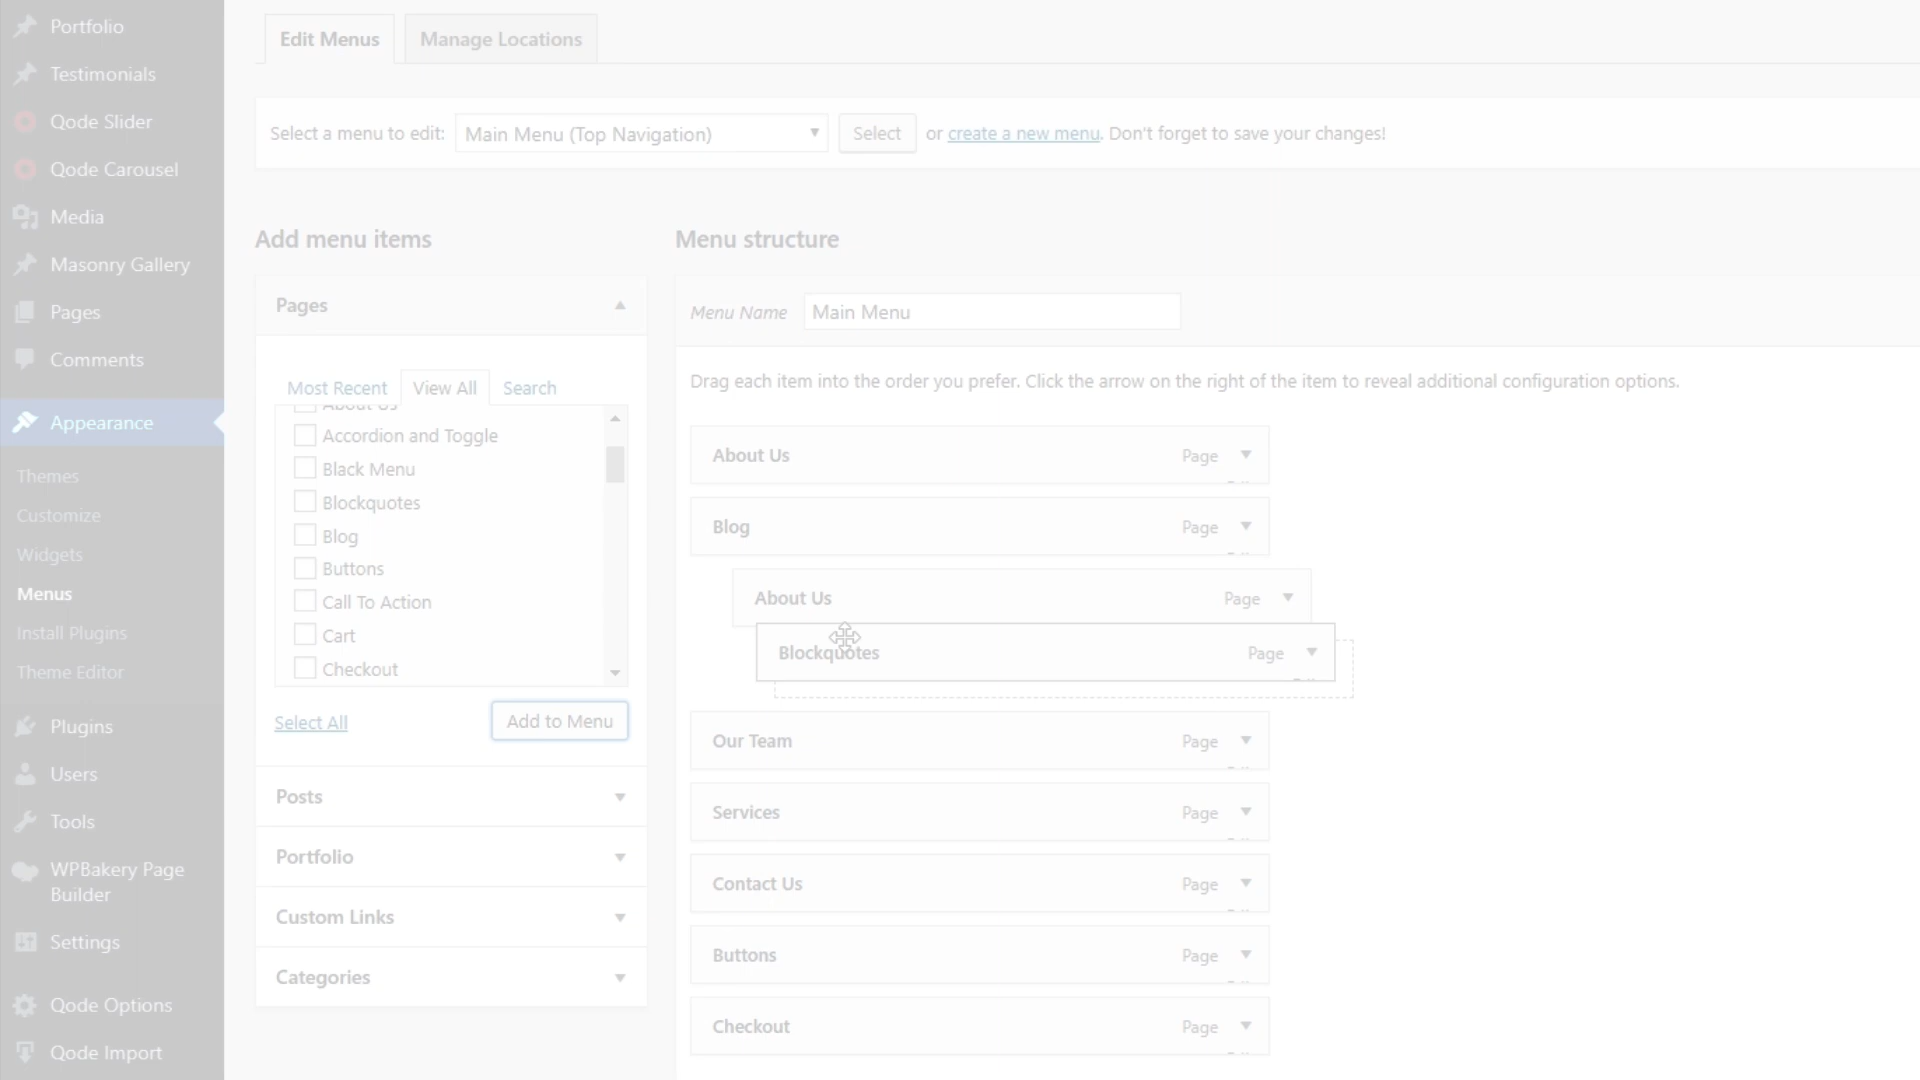 Portfolio
Testimonials
Qode Slider
Qode Carousel
Media
Masonry Gallery
Pages
Comments
Appearance
Themes
Customize
Widgets
Menus
Install Plugins
Theme Editor
Plugins
Users
Tools
WPBakery Page
Builder
Settings
Qode Options
Qode Import
Edit Menus
Manage Locations
Select a menu to edit: Main Menu (Top Navigation) Select or create a new menu. Don't forget to save your changes!
Add menu items
Pages
Most Recent View All Search
About Us
Accordion and Toggle
Black Menu
Blockquotes
Blog
Buttons
Call To Action
Cart
Checkout
Select All
Add to Menu
Posts
Portfolio
Custom Links
Categories
Menu structure
Menu Name Main Menu
Drag each item into the order you prefer. Click the arrow on the right of the item to reveal additional configuration options.
About Us Page
Blog Page
About Us Page
Blockquotes Page
Our Team Page
Services Page
Contact Us Page
Buttons Page
Checkout Page